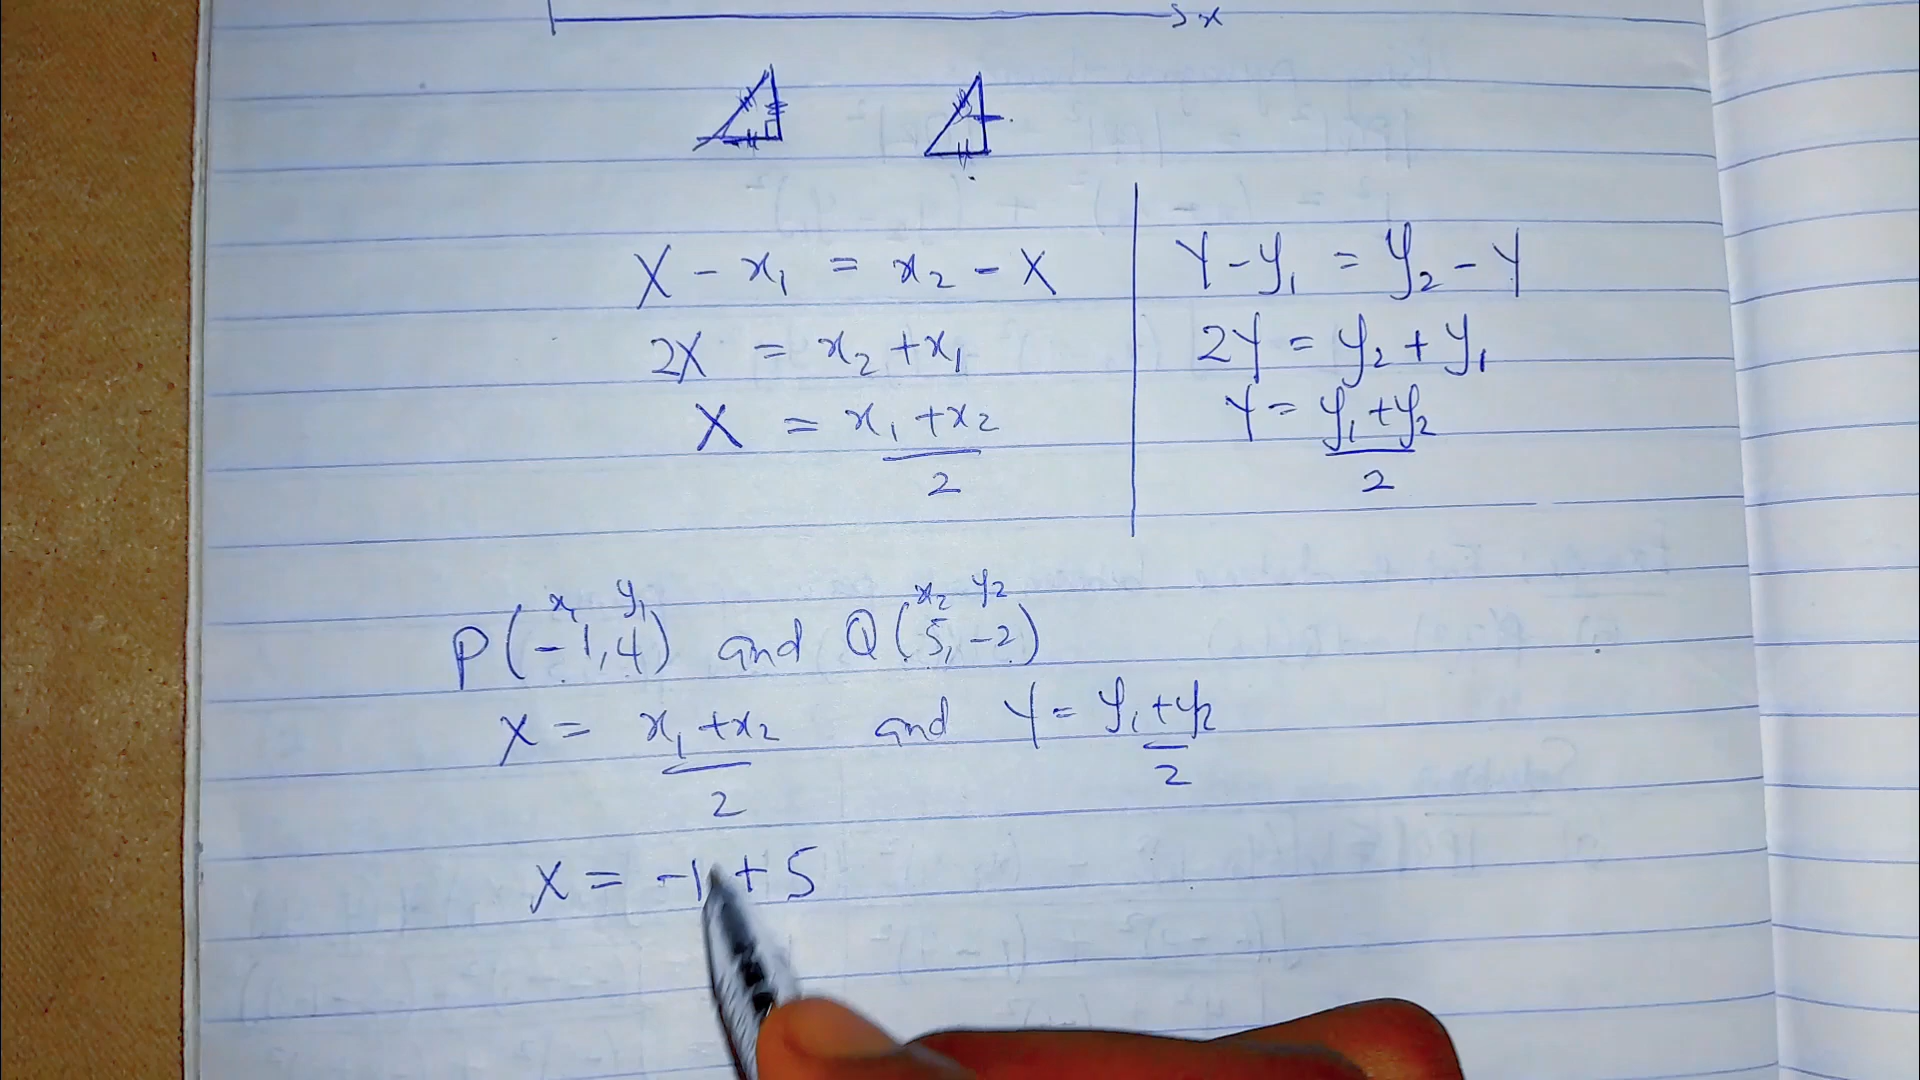 x
X - x₁ = x₂ - X
2X = x₂ + x₁
X = x₁ + x₂
2
Y - y₁ = y₂ - Y
2Y = y₂ + y₁
Y = y₁ + y₂
2
x₁ y₁ x₂ y₂
P(-1, 4) and Q(5, -2)
X = x₁ + x₂ and Y = y₁ + y₂
2 2
X = -1 + 5